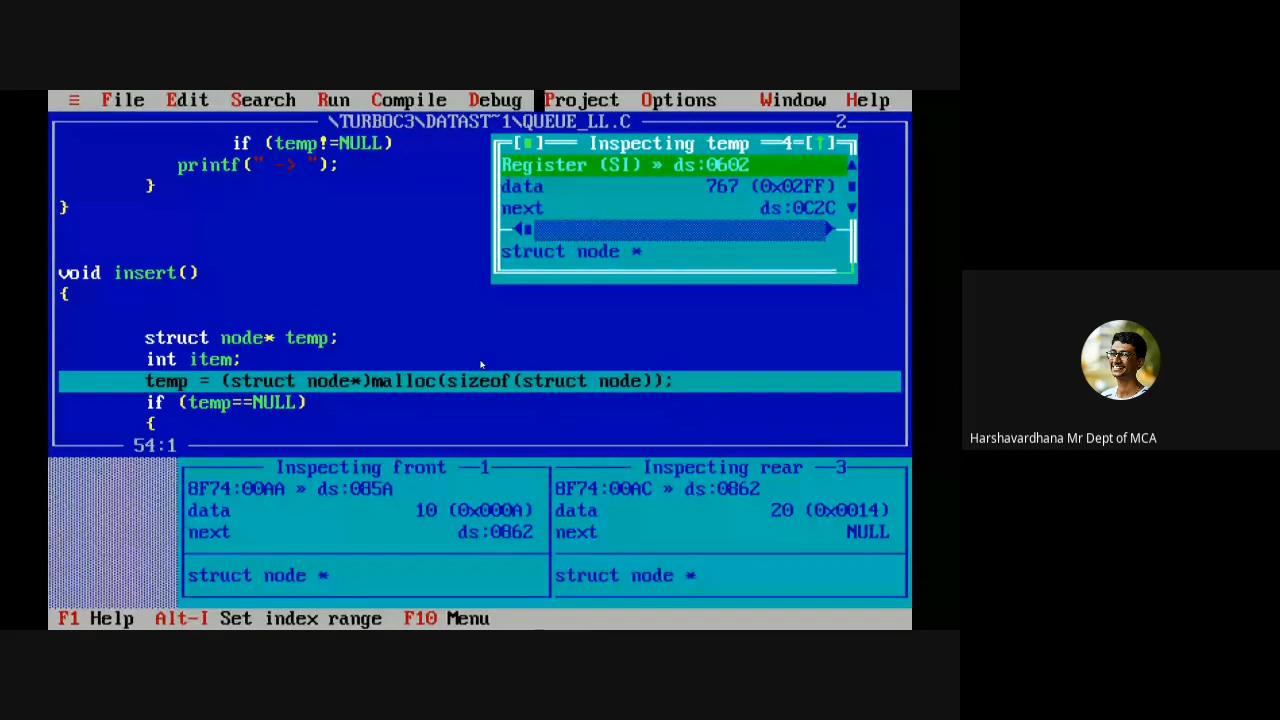 ≡ File Edit Search Run Compile Debug Project Options Window Help
\TURBOC3\DATAST~1\QUEUE_LL.C 2
if (temp!=NULL)
printf(" -> ");
}
}
void insert()
{
struct node* temp;
int item;
temp = (struct node*)malloc(sizeof(struct node));
if (temp==NULL)
{
54:1
Inspecting temp 4=[↑]
Register (SI) » ds:0602
data 767 (0x02FF)
next ds:0C2C
struct node *
Inspecting front 1
8F74:00AA » ds:085A
data 10 (0x000A)
next ds:0862
struct node *
Inspecting rear 3
8F74:00AC » ds:0862
data 20 (0x0014)
next NULL
struct node *
F1 Help Alt-I Set index range F10 Menu
Harshavardhana Mr Dept of MCA